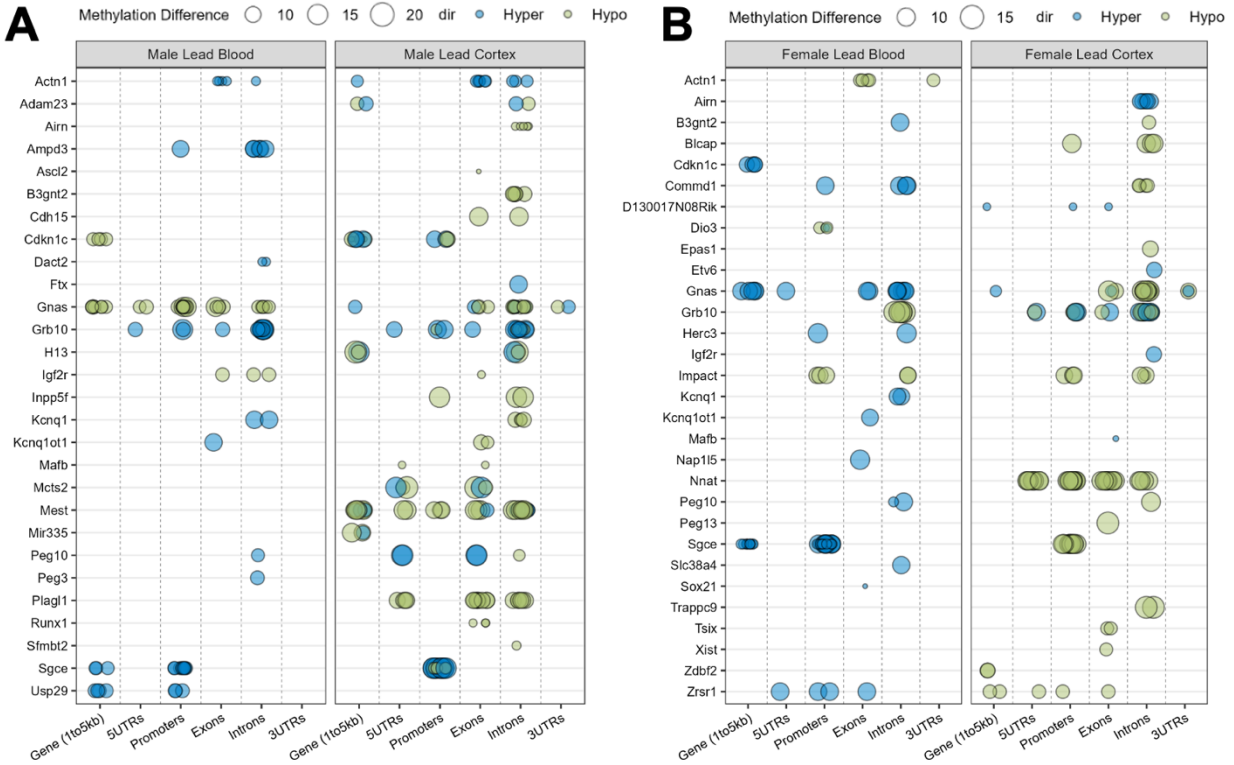 A
Methylation Difference 10 15 20 dir Hyper Hypo
Male Lead Blood
Male Lead Cortex
Actn1
Adam23
Airn
Ampd3
Ascl2
B3gnt2
Cdh15
Cdkn1c
Dact2
Ftx
Gnas
Grb10
H13
Igf2r
Inpp5f
Kcnq1
Kcnq1ot1
Mafb
Mcts2
Mest
Mir335
Peg10
Peg3
Plagl1
Runx1
Sfmbt2
Sgce
Usp29
Gene (1to5kb)
5UTRs
Promoters
Exons
Introns
3UTRs
Gene (1to5kb)
5UTRs
Promoters
Exons
Introns
3UTRs
B
Methylation Difference 10 15 dir Hyper Hypo
Female Lead Blood
Female Lead Cortex
Actn1
Airn
B3gnt2
Blcap
Cdkn1c
Commd1
D130017N08Rik
Dio3
Epas1
Etv6
Gnas
Grb10
Herc3
Igf2r
Impact
Kcnq1
Kcnq1ot1
Mafb
Nap1l5
Nnat
Peg10
Peg13
Sgce
Slc38a4
Sox21
Trappc9
Tsix
Xist
Zdbf2
Zrsr1
Gene (1to5kb)
5UTRs
Promoters
Exons
Introns
3UTRs
Gene (1to5kb)
5UTRs
Promoters
Exons
Introns
3UTRs